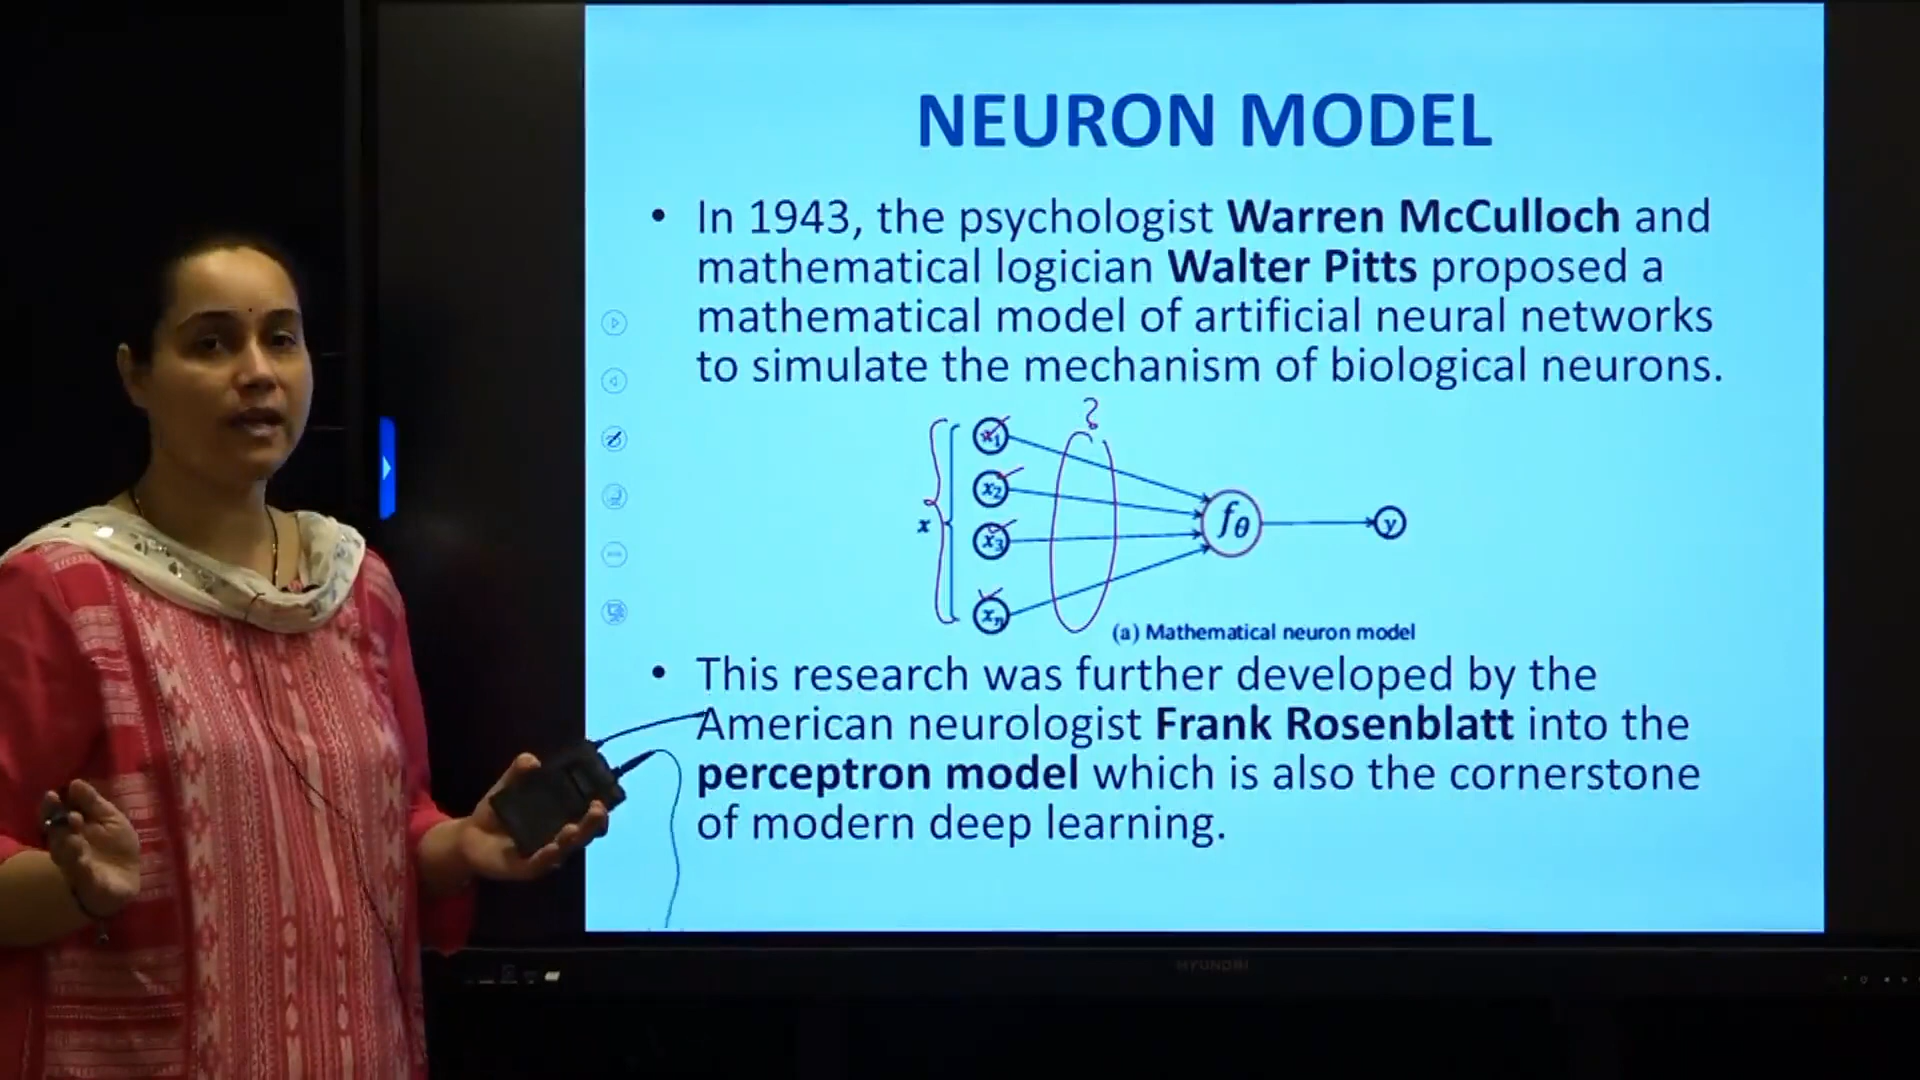 NEURON MODEL
• In 1943, the psychologist Warren McCulloch and
mathematical logician Walter Pitts proposed a
mathematical model of artificial neural networks
to simulate the mechanism of biological neurons.
?
x1
x2
x3
xn
x
fθ
y
(a) Mathematical neuron model
• This research was further developed by the
American neurologist Frank Rosenblatt into the
perceptron model which is also the cornerstone
of modern deep learning.
HYUNDAI